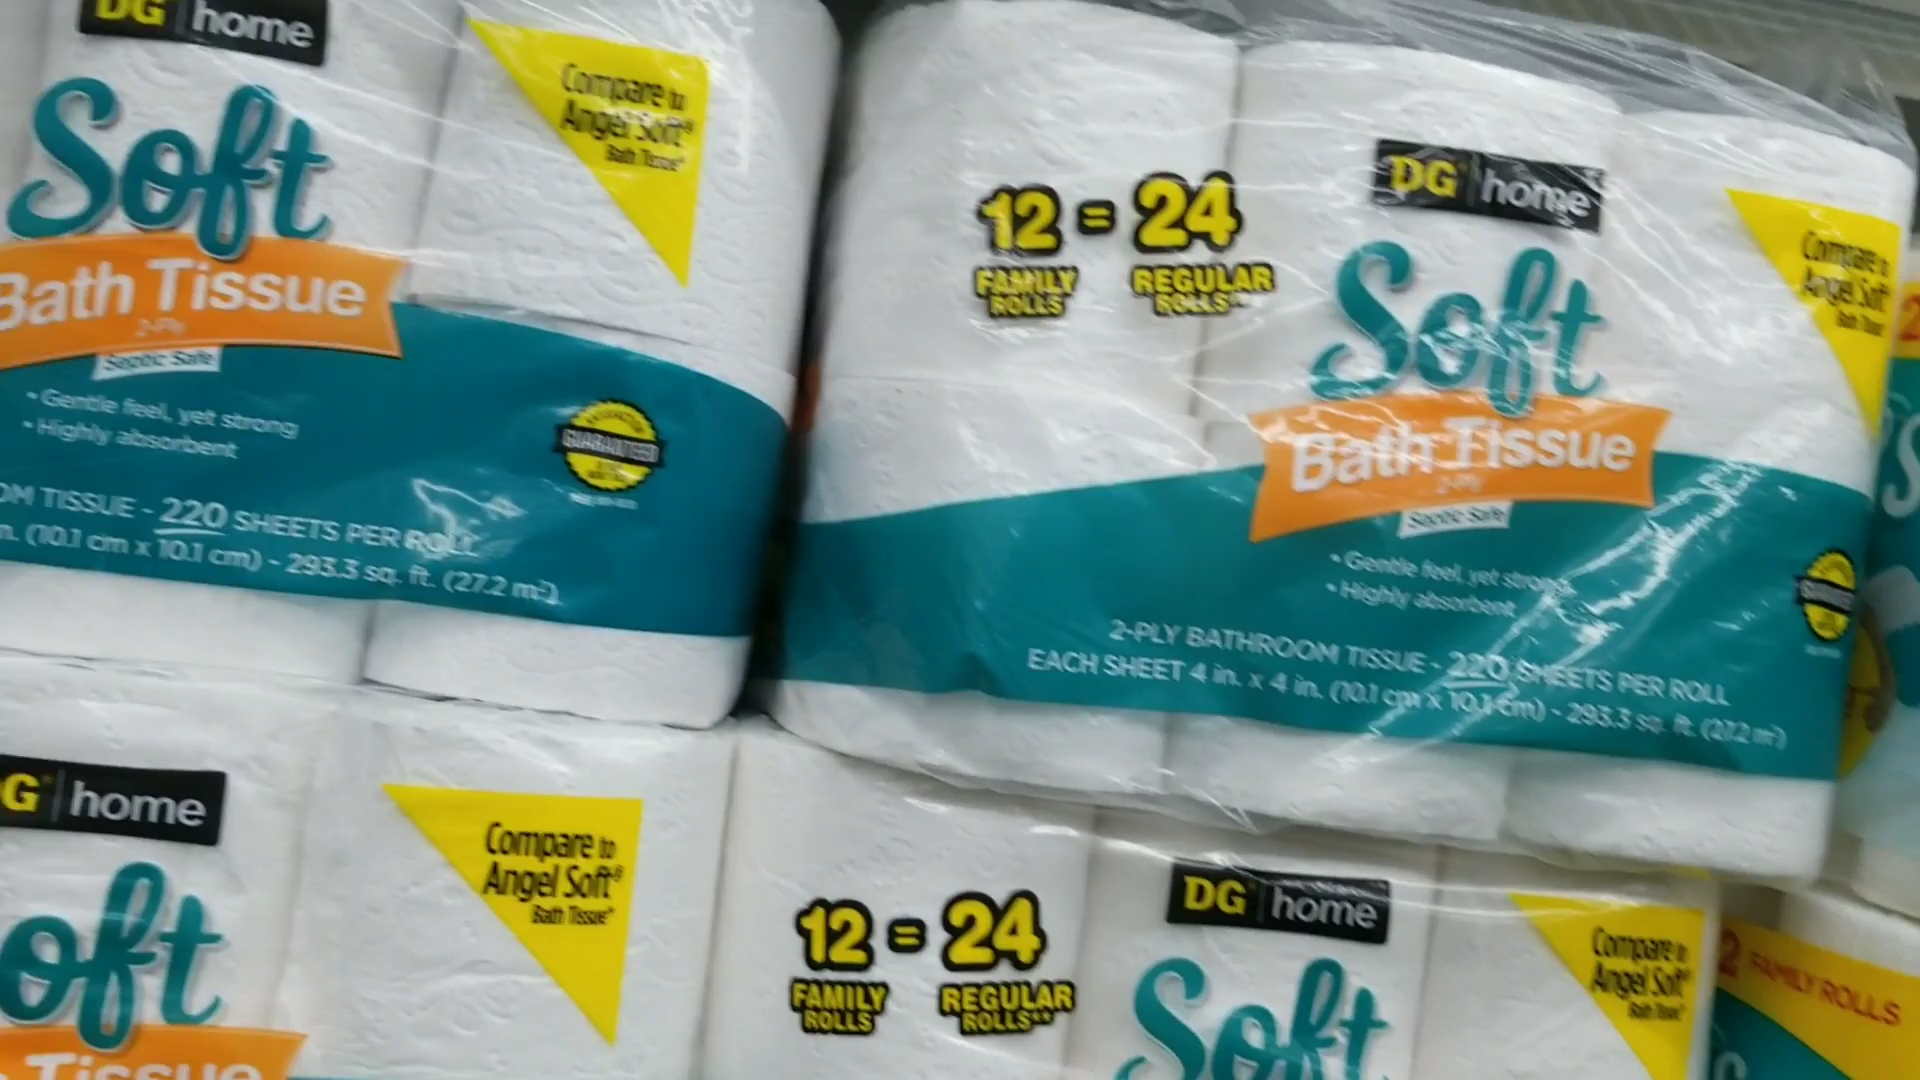 DG home
Soft
Bath Tissue
2-Ply
Septic Safe
• Gentle feel, yet strong
• Highly absorbent
TISSUE - 220 SHEETS PER ROLL
(10.1 cm x 10.1 cm) - 293.3 sq. ft. (27.2 m²)
Compare to
Angel Soft®
Bath Tissue*
GUARANTEED
12 = 24
FAMILY REGULAR
ROLLS ROLLS**
DG home
Soft
Bath Tissue
2-Ply
Septic Safe
• Gentle feel, yet strong
• Highly absorbent
2-PLY BATHROOM TISSUE - 220 SHEETS PER ROLL
EACH SHEET 4 in. x 4 in. (10.1 cm x 10.1 cm) - 293.3 sq. ft. (27.2 m²)
Compare to
Angel Soft®
Bath Tissue
G home
oft
Tissue
Compare to
Angel Soft®
Bath Tissue*
12 = 24
FAMILY REGULAR
ROLLS ROLLS**
DG home
Soft
Compare to
Angel Soft®
Bath Tissue*
2 FAMILY ROLLS